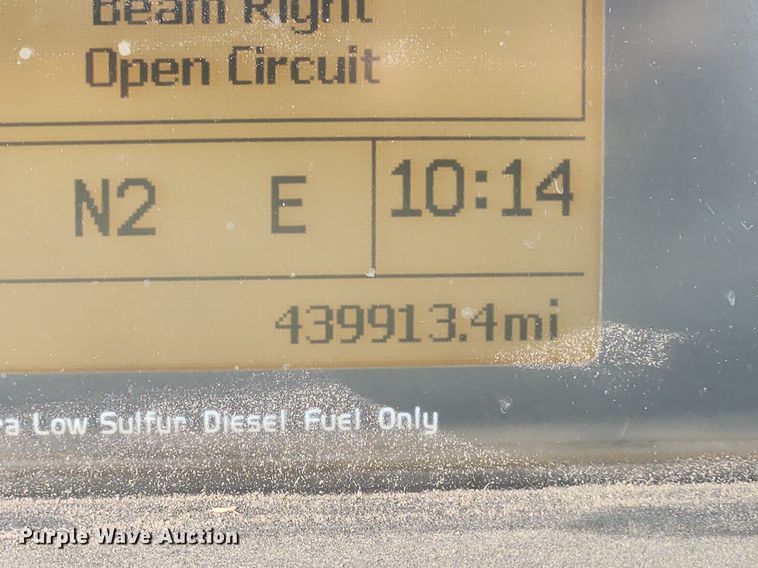 Beam Right
Open Circuit
N2 E 10:14
439913.4mi
Low Sulfur Diesel Fuel Only
Purple Wave Auction